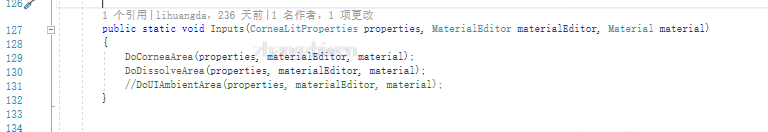 126
1 个引用|lihuangda, 236 天前|1 名作者, 1 项更改
127 public static void Inputs(CorneaLitProperties properties, MaterialEditor materialEditor, Material material)
128 {
129 DoCorneaArea(properties, materialEditor, material);
130 DoDissolveArea(properties, materialEditor, material);
131 //DoUIAmbientArea(properties, materialEditor, material);
132 }
133
134